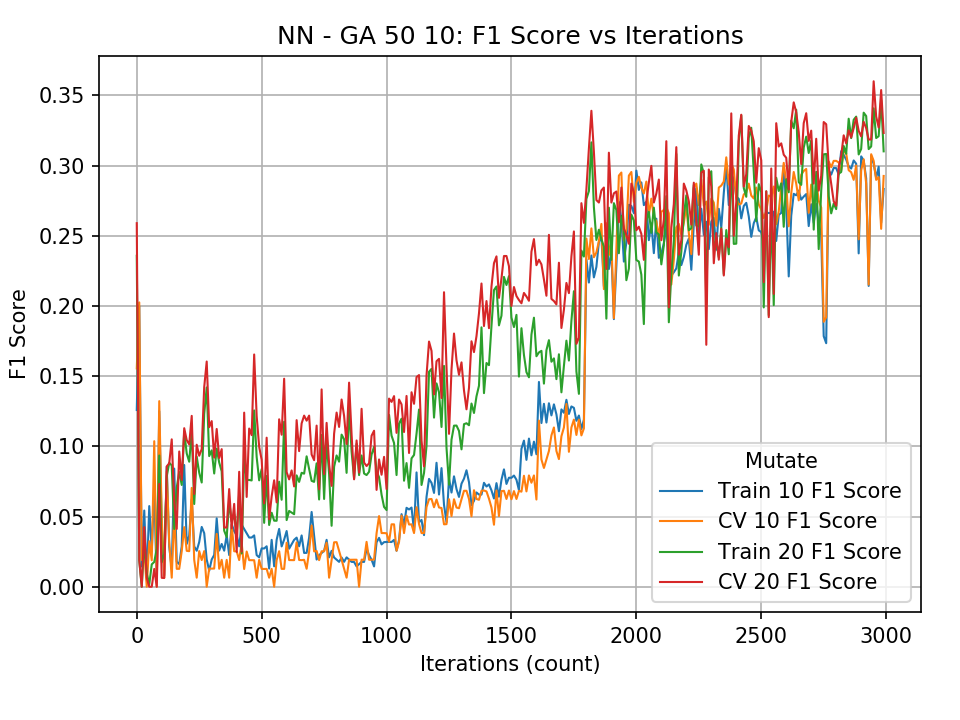 NN - GA 50 10: F1 Score vs Iterations
F1 Score
0.35
0.30
0.25
0.20
0.15
0.10
0.05
0.00
Mutate
Train 10 F1 Score
CV 10 F1 Score
Train 20 F1 Score
CV 20 F1 Score
0 500 1000 1500 2000 2500 3000
Iterations (count)